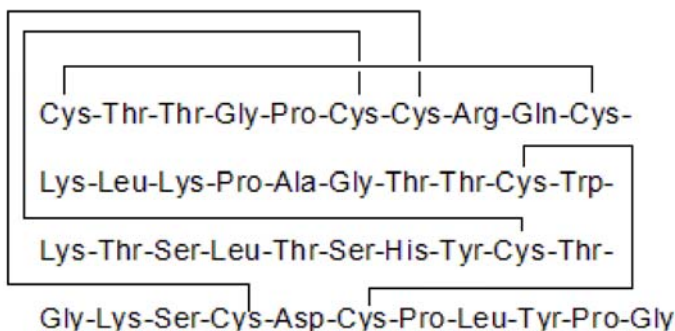 Cys-Thr-Thr-Gly-Pro-Cys-Cys-Arg-Gln-Cys-
Lys-Leu-Lys-Pro-Ala-Gly-Thr-Thr-Cys-Trp-
Lys-Thr-Ser-Leu-Thr-Ser-His-Tyr-Cys-Thr-
Gly-Lys-Ser-Cys-Asp-Cys-Pro-Leu-Tyr-Pro-Gly